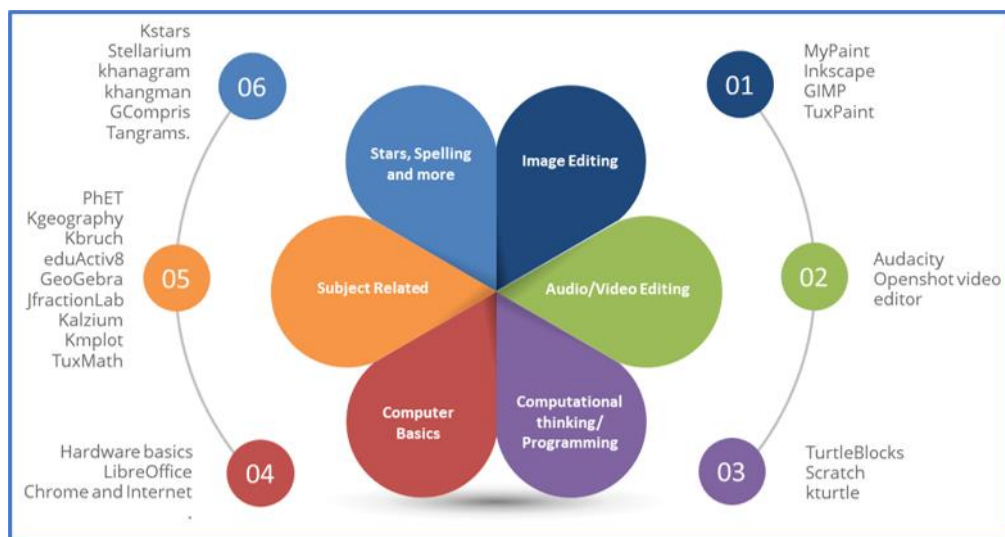 01
MyPaint
Inkscape
GIMP
TuxPaint
Image Editing
02
Audacity
Openshot video
editor
Audio/Video Editing
03
TurtleBlocks
Scratch
kturtle
Computational
thinking/
Programming
04
Hardware basics
LibreOffice
Chrome and Internet
.
Computer
Basics
05
PhET
Kgeography
Kbruch
eduActiv8
GeoGebra
JfractionLab
Kalzium
Kmplot
TuxMath
Subject Related
06
Kstars
Stellarium
khanagram
khangman
GCompris
Tangrams.
Stars, Spelling
and more